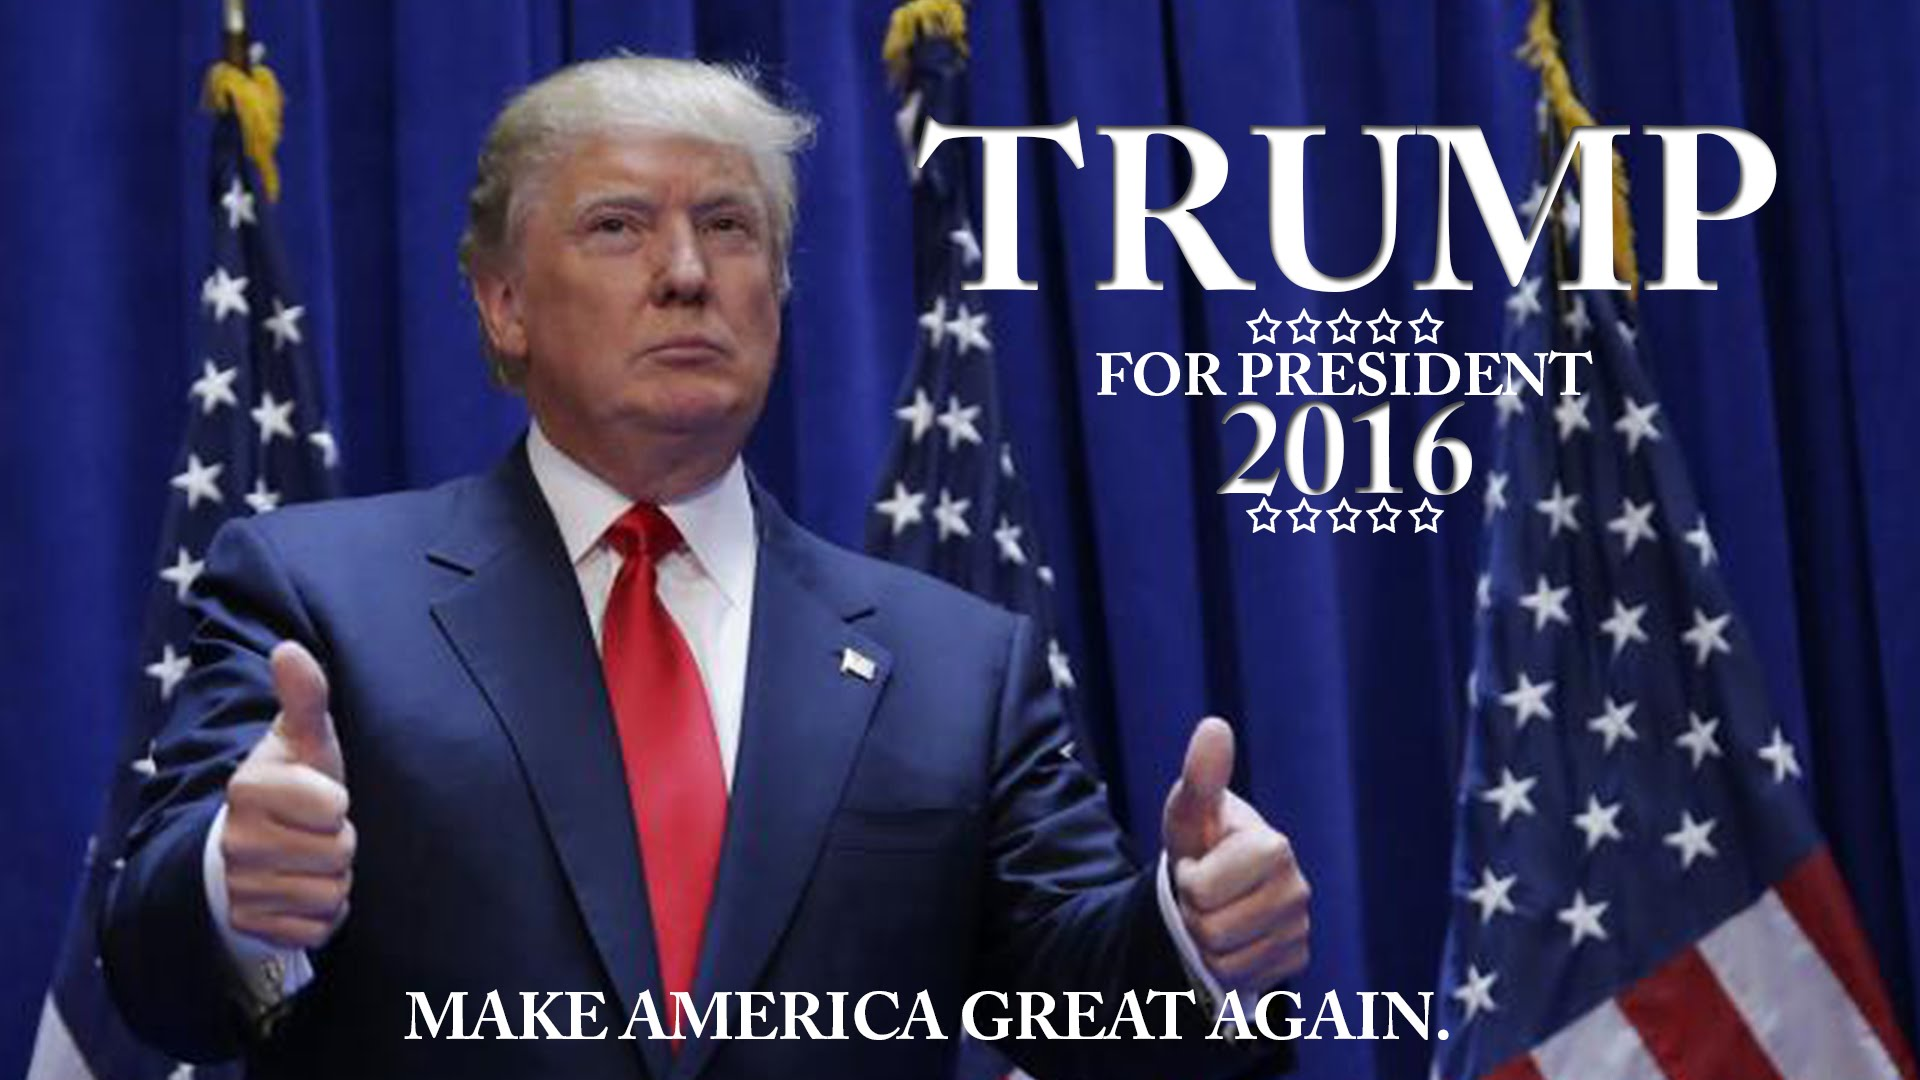 TRUMP
FOR PRESIDENT
2016
MAKE AMERICA GREAT AGAIN.